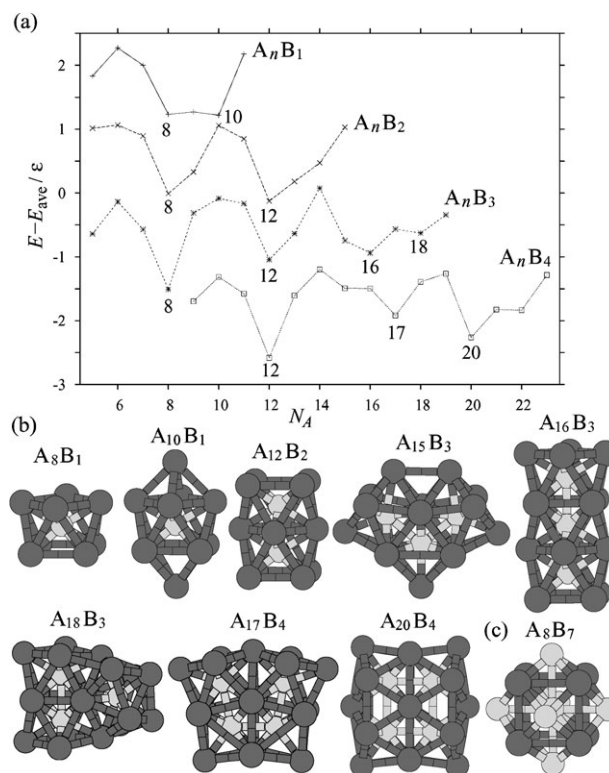 (a)
2
1
0
-1
-2
-3
E−E_ave / ε
A_nB_1
8
10
A_nB_2
8
12
A_nB_3
8
12
16
18
A_nB_4
12
17
20
6 8 10 12 14 16 18 20 22
N_A
(b)
A_8B_1
A_10B_1
A_12B_2
A_15B_3
A_16B_3
A_18B_3
A_17B_4
A_20B_4
(c)
A_8B_7